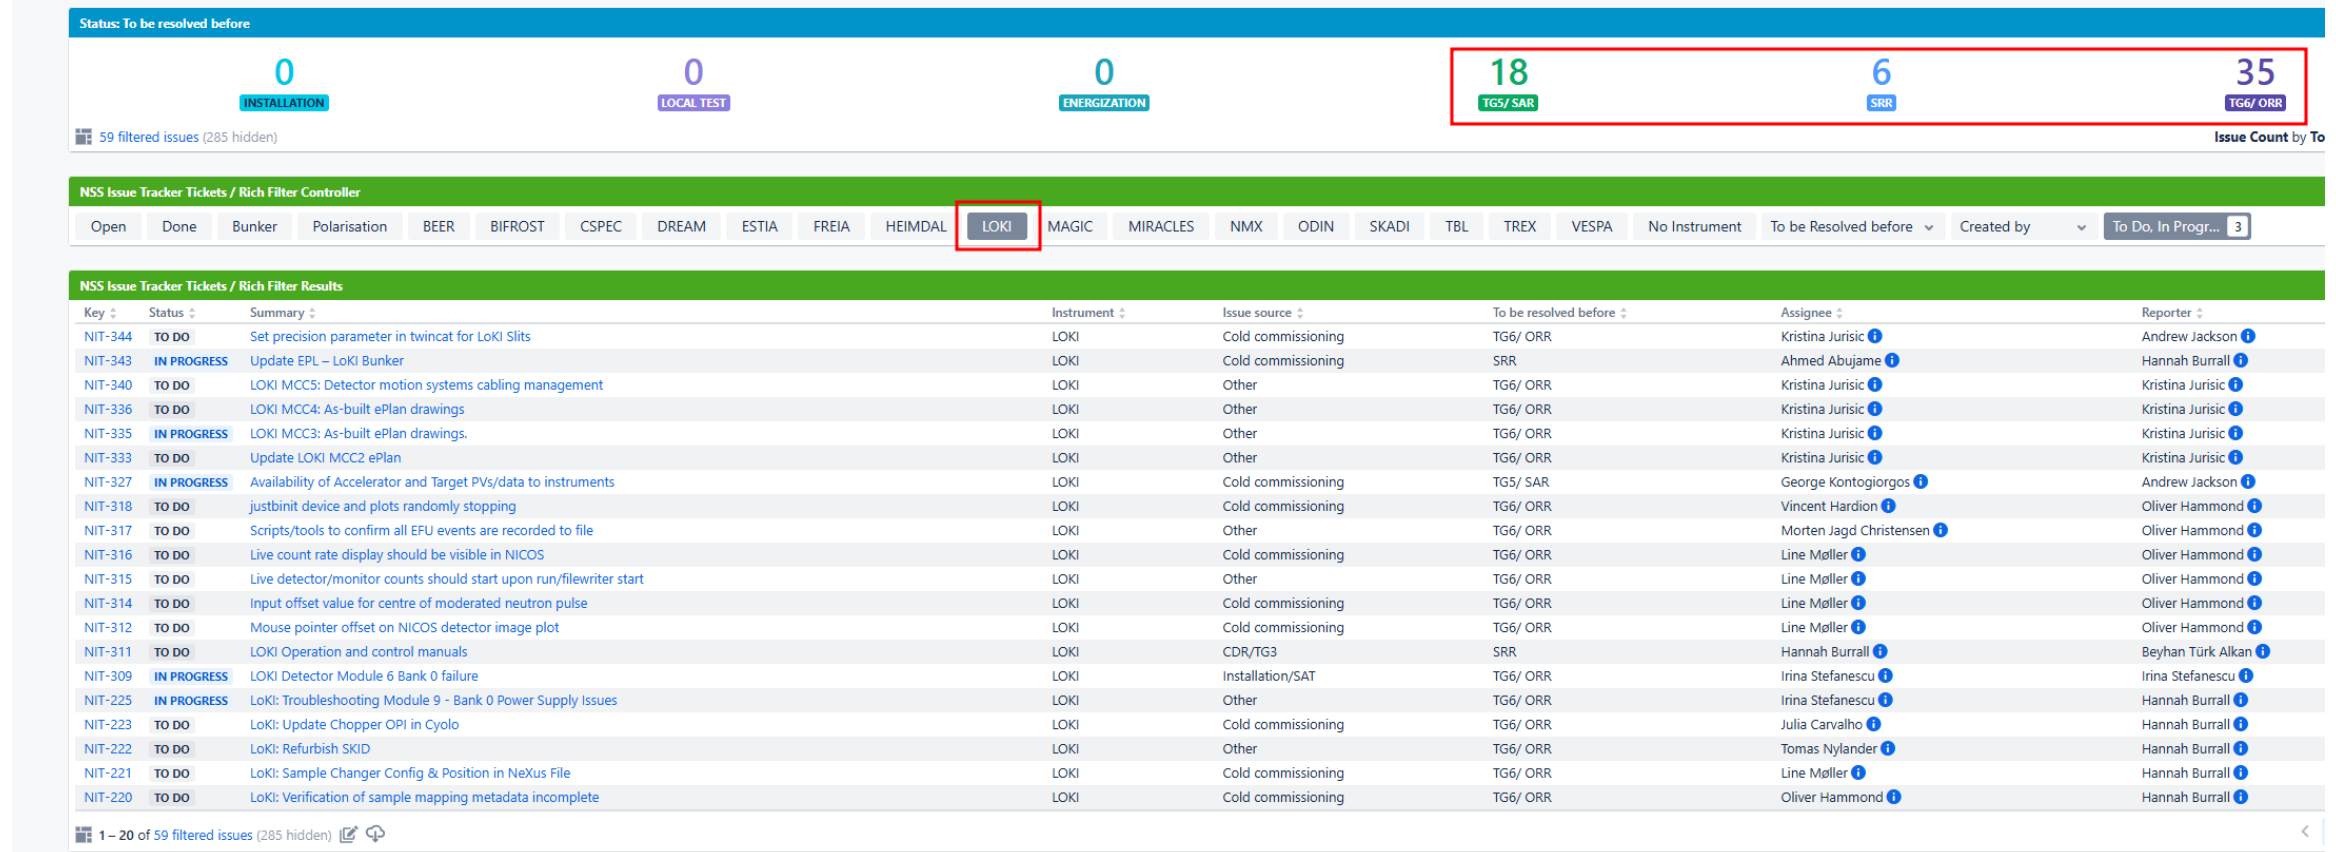 Status: To be resolved before
0 0 0 18 6 35
INSTALLATION LOCAL TEST ENERGIZATION TG5/ SAR SRR TG6/ ORR
59 filtered issues (285 hidden) Issue Count by To
NSS Issue Tracker Tickets / Rich Filter Controller
Open Done Bunker Polarisation BEER BIFROST CSPEC DREAM ESTIA FREIA HEIMDAL LOKI MAGIC MIRACLES NMX ODIN SKADI TBL TREX VESPA No Instrument To be Resolved before Created by To Do, In Progr... 3
NSS Issue Tracker Tickets / Rich Filter Results
Key Status Summary Instrument Issue source To be resolved before Assignee Reporter
NIT-344 TO DO Set precision parameter in twincat for LoKI Slits LOKI Cold commissioning TG6/ ORR Kristina Jurisic Andrew Jackson
NIT-343 IN PROGRESS Update EPL – LoKI Bunker LOKI Cold commissioning SRR Ahmed Abujame Hannah Burrall
NIT-340 TO DO LOKI MCC5: Detector motion systems cabling management LOKI Other TG6/ ORR Kristina Jurisic Kristina Jurisic
NIT-336 TO DO LOKI MCC4: As-built ePlan drawings LOKI Other TG6/ ORR Kristina Jurisic Kristina Jurisic
NIT-335 IN PROGRESS LOKI MCC3: As-built ePlan drawings. LOKI Other TG6/ ORR Kristina Jurisic Kristina Jurisic
NIT-333 TO DO Update LOKI MCC2 ePlan LOKI Other TG6/ ORR Kristina Jurisic Kristina Jurisic
NIT-327 IN PROGRESS Availability of Accelerator and Target PVs/data to instruments LOKI Cold commissioning TG5/ SAR George Kontogiorgos Andrew Jackson
NIT-318 TO DO justbinit device and plots randomly stopping LOKI Cold commissioning TG6/ ORR Vincent Hardion Oliver Hammond
NIT-317 TO DO Scripts/tools to confirm all EFU events are recorded to file LOKI Other TG6/ ORR Morten Jagd Christensen Oliver Hammond
NIT-316 TO DO Live count rate display should be visible in NICOS LOKI Cold commissioning TG6/ ORR Line Møller Oliver Hammond
NIT-315 TO DO Live detector/monitor counts should start upon run/filewriter start LOKI Other TG6/ ORR Line Møller Oliver Hammond
NIT-314 TO DO Input offset value for centre of moderated neutron pulse LOKI Cold commissioning TG6/ ORR Line Møller Oliver Hammond
NIT-312 TO DO Mouse pointer offset on NICOS detector image plot LOKI Cold commissioning TG6/ ORR Line Møller Oliver Hammond
NIT-311 TO DO LOKI Operation and control manuals LOKI CDR/TG3 SRR Hannah Burrall Beyhan Türk Alkan
NIT-309 IN PROGRESS LOKI Detector Module 6 Bank 0 failure LOKI Installation/SAT TG6/ ORR Irina Stefanescu Irina Stefanescu
NIT-225 IN PROGRESS LoKI: Troubleshooting Module 9 - Bank 0 Power Supply Issues LOKI Other TG6/ ORR Irina Stefanescu Hannah Burrall
NIT-223 TO DO LoKI: Update Chopper OPI in Cyolo LOKI Cold commissioning TG6/ ORR Julia Carvalho Hannah Burrall
NIT-222 TO DO LoKI: Refurbish SKID LOKI Other TG6/ ORR Tomas Nylander Hannah Burrall
NIT-221 TO DO LoKI: Sample Changer Config & Position in NeXus File LOKI Cold commissioning TG6/ ORR Line Møller Hannah Burrall
NIT-220 TO DO LoKI: Verification of sample mapping metadata incomplete LOKI Cold commissioning TG6/ ORR Oliver Hammond Hannah Burrall
1 – 20 of 59 filtered issues (285 hidden)